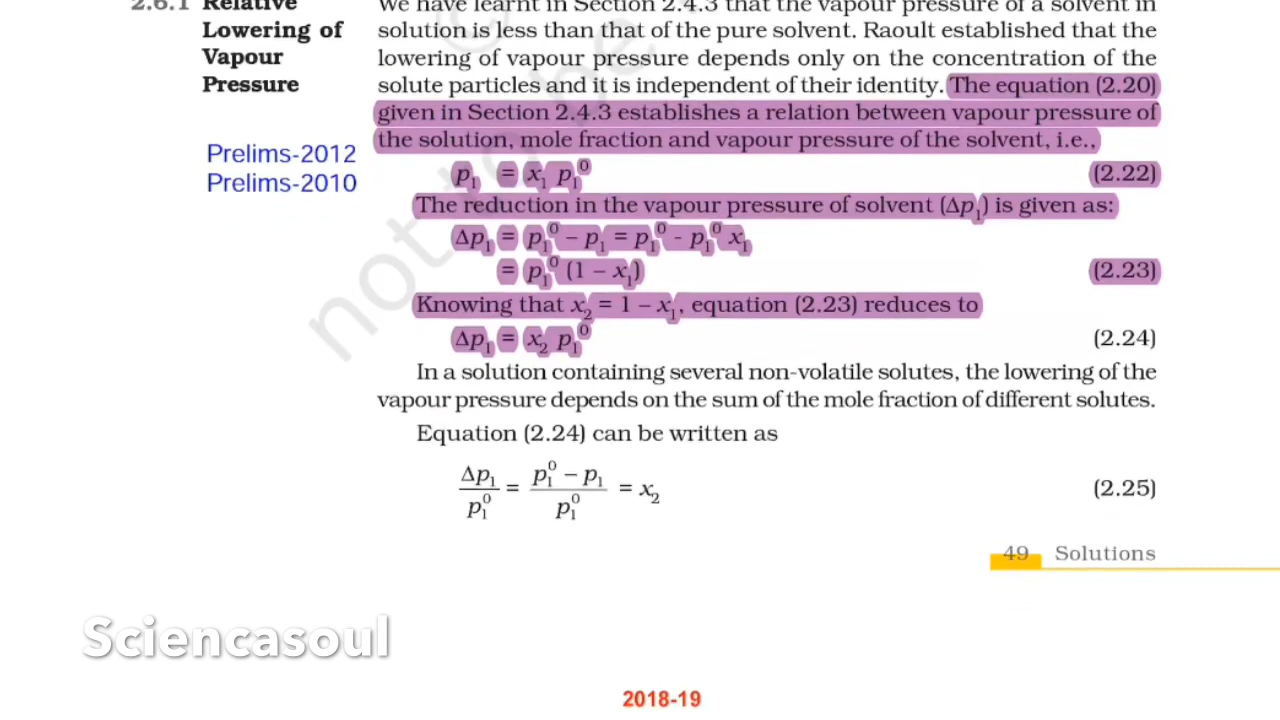 2.6.1 Relative
Lowering of
Vapour
Pressure
Prelims-2012
Prelims-2010
We have learnt in Section 2.4.3 that the vapour pressure of a solvent in
solution is less than that of the pure solvent. Raoult established that the
lowering of vapour pressure depends only on the concentration of the
solute particles and it is independent of their identity. The equation (2.20)
given in Section 2.4.3 establishes a relation between vapour pressure of
the solution, mole fraction and vapour pressure of the solvent, i.e.,
p₁ = x₁ p₁⁰ (2.22)
The reduction in the vapour pressure of solvent (Δp₁) is given as:
Δp₁ = p₁⁰ – p₁ = p₁⁰ - p₁⁰ x₁
= p₁⁰ (1 – x₁) (2.23)
Knowing that x₂ = 1 – x₁, equation (2.23) reduces to
Δp₁ = x₂ p₁⁰ (2.24)
In a solution containing several non-volatile solutes, the lowering of the
vapour pressure depends on the sum of the mole fraction of different solutes.
Equation (2.24) can be written as
Δp₁/p₁⁰ = (p₁⁰ – p₁)/p₁⁰ = x₂ (2.25)
49 Solutions
Sciencasoul
2018-19
© not to be